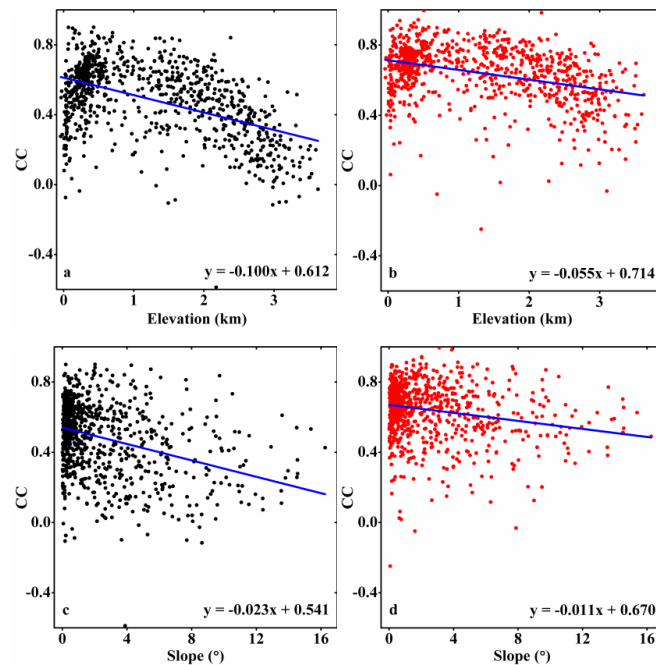 0.8
0.4
0.0
-0.4
CC
a
y = -0.100x + 0.612
0 1 2 3
Elevation (km)
0.8
0.4
0.0
-0.4
CC
b
y = -0.055x + 0.714
0 1 2 3
Elevation (km)
0.8
0.4
0.0
-0.4
CC
c
y = -0.023x + 0.541
0 4 8 12 16
Slope (°)
0.8
0.4
0.0
-0.4
CC
d
y = -0.011x + 0.670
0 4 8 12 16
Slope (°)